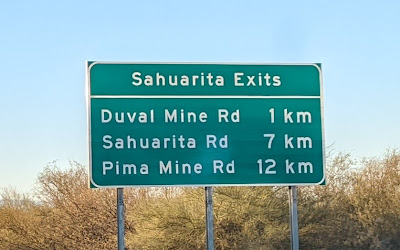 Sahuarita Exits
Duval Mine Rd 1 km
Sahuarita Rd 7 km
Pima Mine Rd 12 km